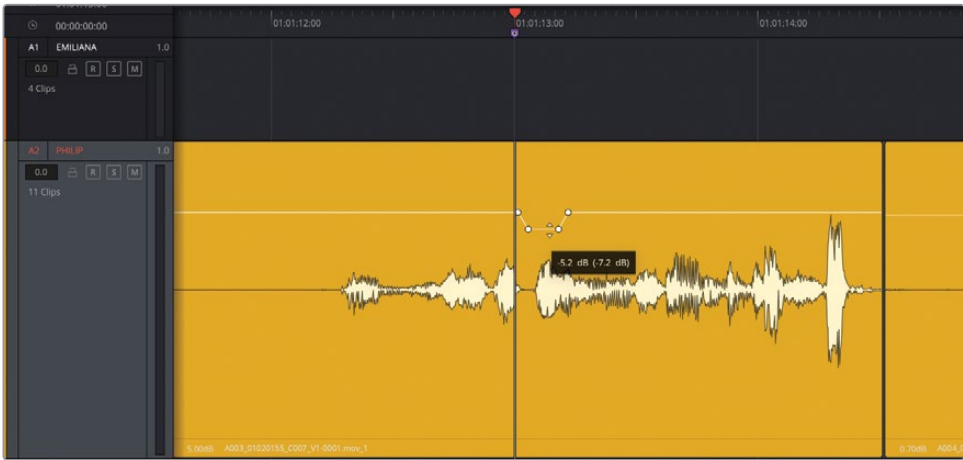 00:00:00:00
01:01:12:00
01:01:13:00
01:01:14:00
A1 EMILIANA 1.0
0.0 R S M
4 Clips
A2 PHILIP 1.0
0.0 R S M
11 Clips
-5.2 dB (-7.2 dB)
5.00dB A003_01020155_C007_V1-0001.mov_1
0.70dB A004_